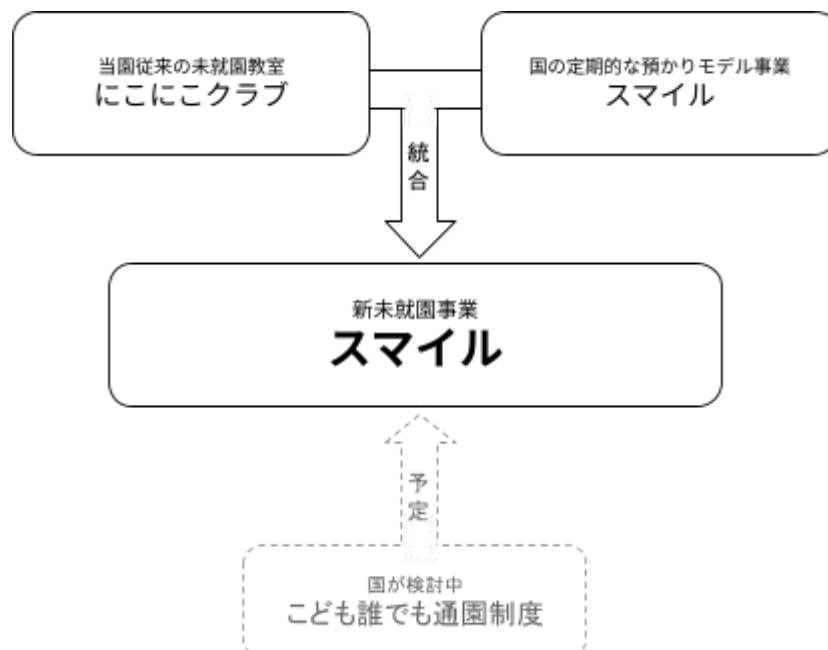 当園従来の未就園教室
にこにこクラブ
国の定期的な預かりモデル事業
スマイル
統合
新未就園事業
スマイル
予定
国が検討中
こども誰でも通園制度